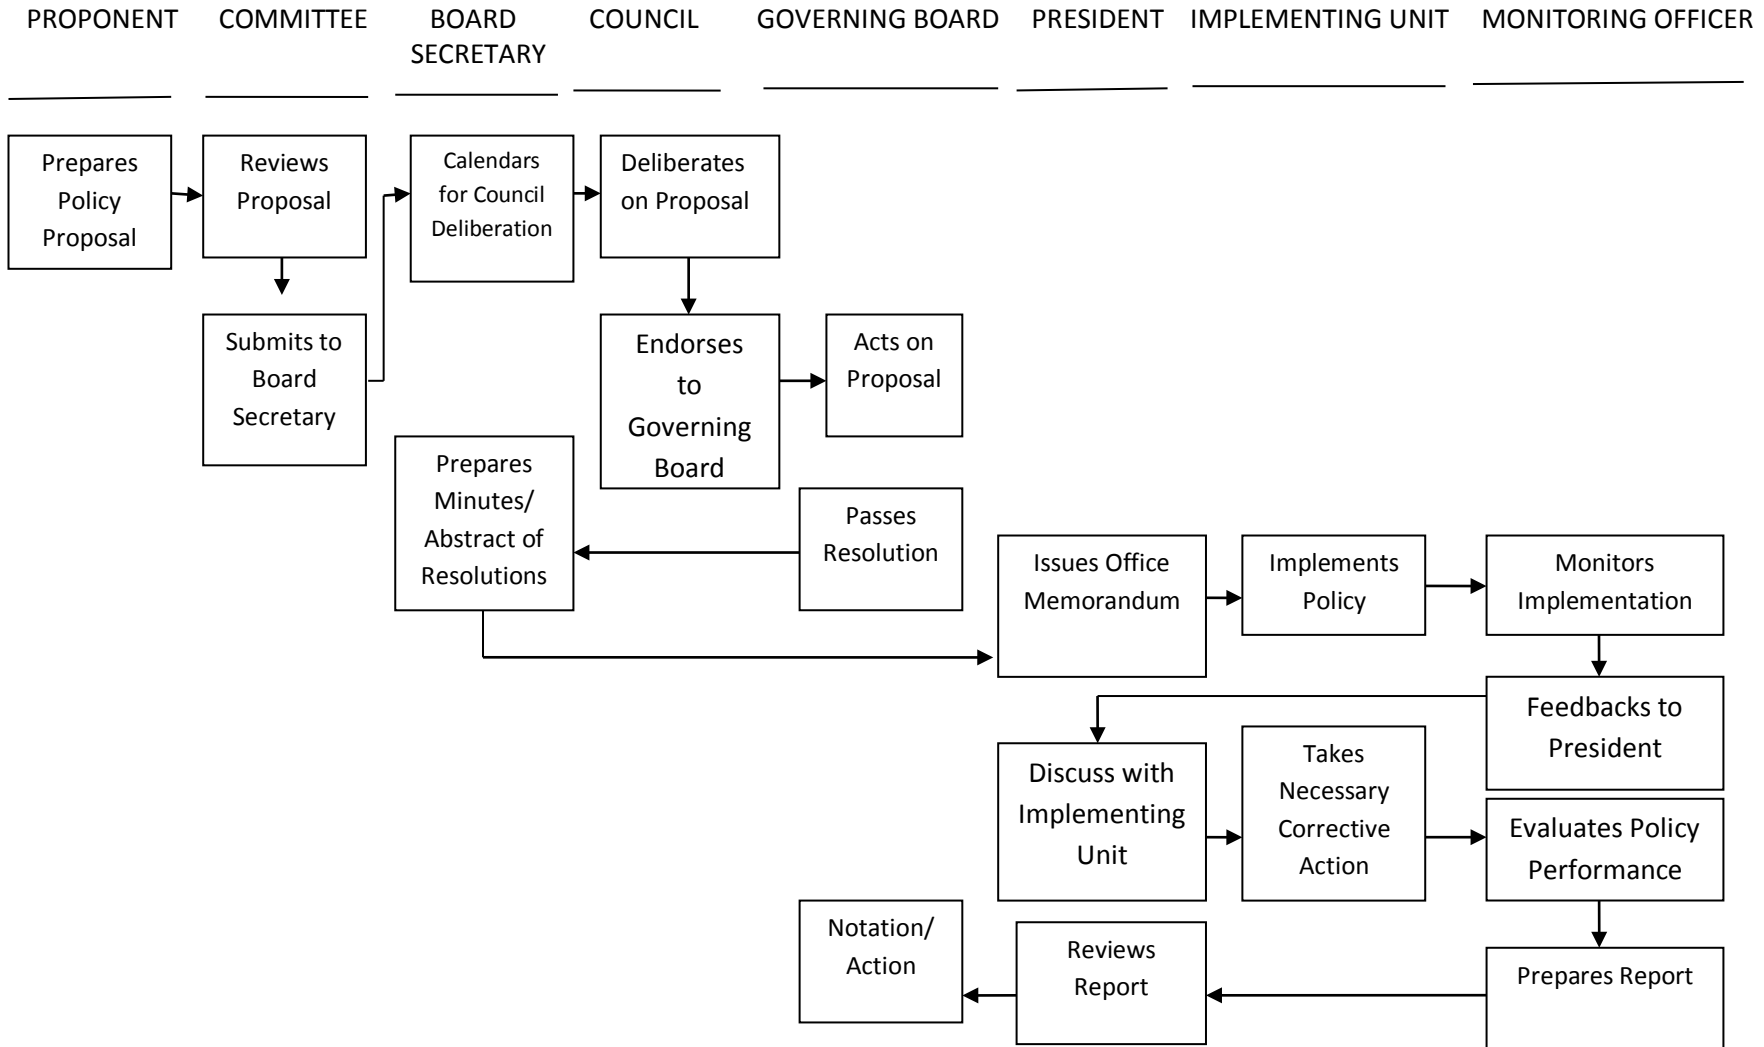 PROPONENT
COMMITTEE
BOARD
SECRETARY
COUNCIL
GOVERNING BOARD
PRESIDENT
IMPLEMENTING UNIT
MONITORING OFFICER
Prepares
Policy
Proposal
Reviews
Proposal
Calendars
for Council
Deliberation
Deliberates
on Proposal
Submits to
Board
Secretary
Endorses
to
Governing
Board
Acts on
Proposal
Prepares
Minutes/
Abstract of
Resolutions
Passes
Resolution
Issues Office
Memorandum
Implements
Policy
Monitors
Implementation
Feedbacks to
President
Discuss with
Implementing
Unit
Takes
Necessary
Corrective
Action
Evaluates Policy
Performance
Notation/
Action
Reviews
Report
Prepares Report